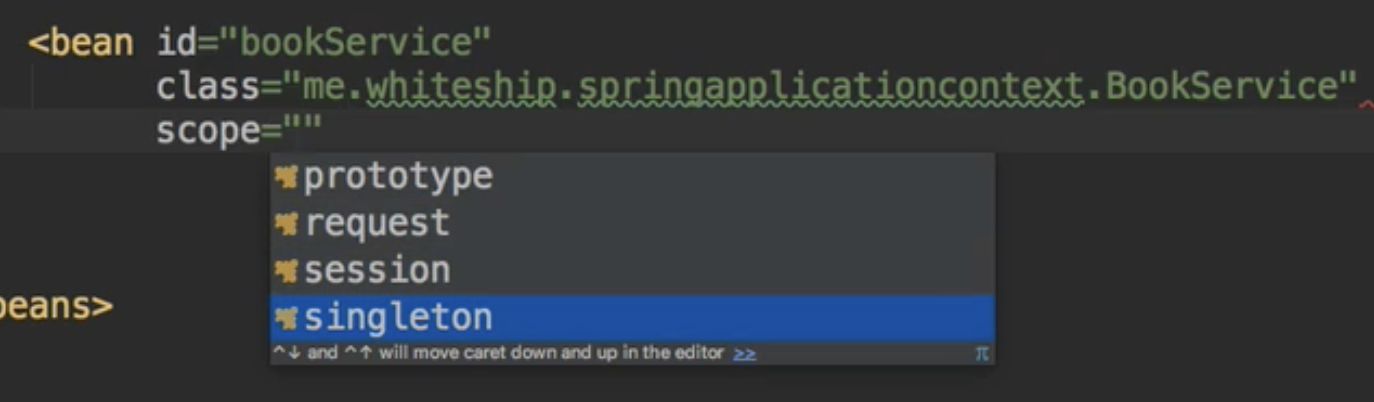 <bean id="bookService"
class="me.whiteship.springapplicationcontext.BookService"
scope=""
prototype
request
session
beans>
singleton
^↓ and ^↑ will move caret down and up in the editor >> π